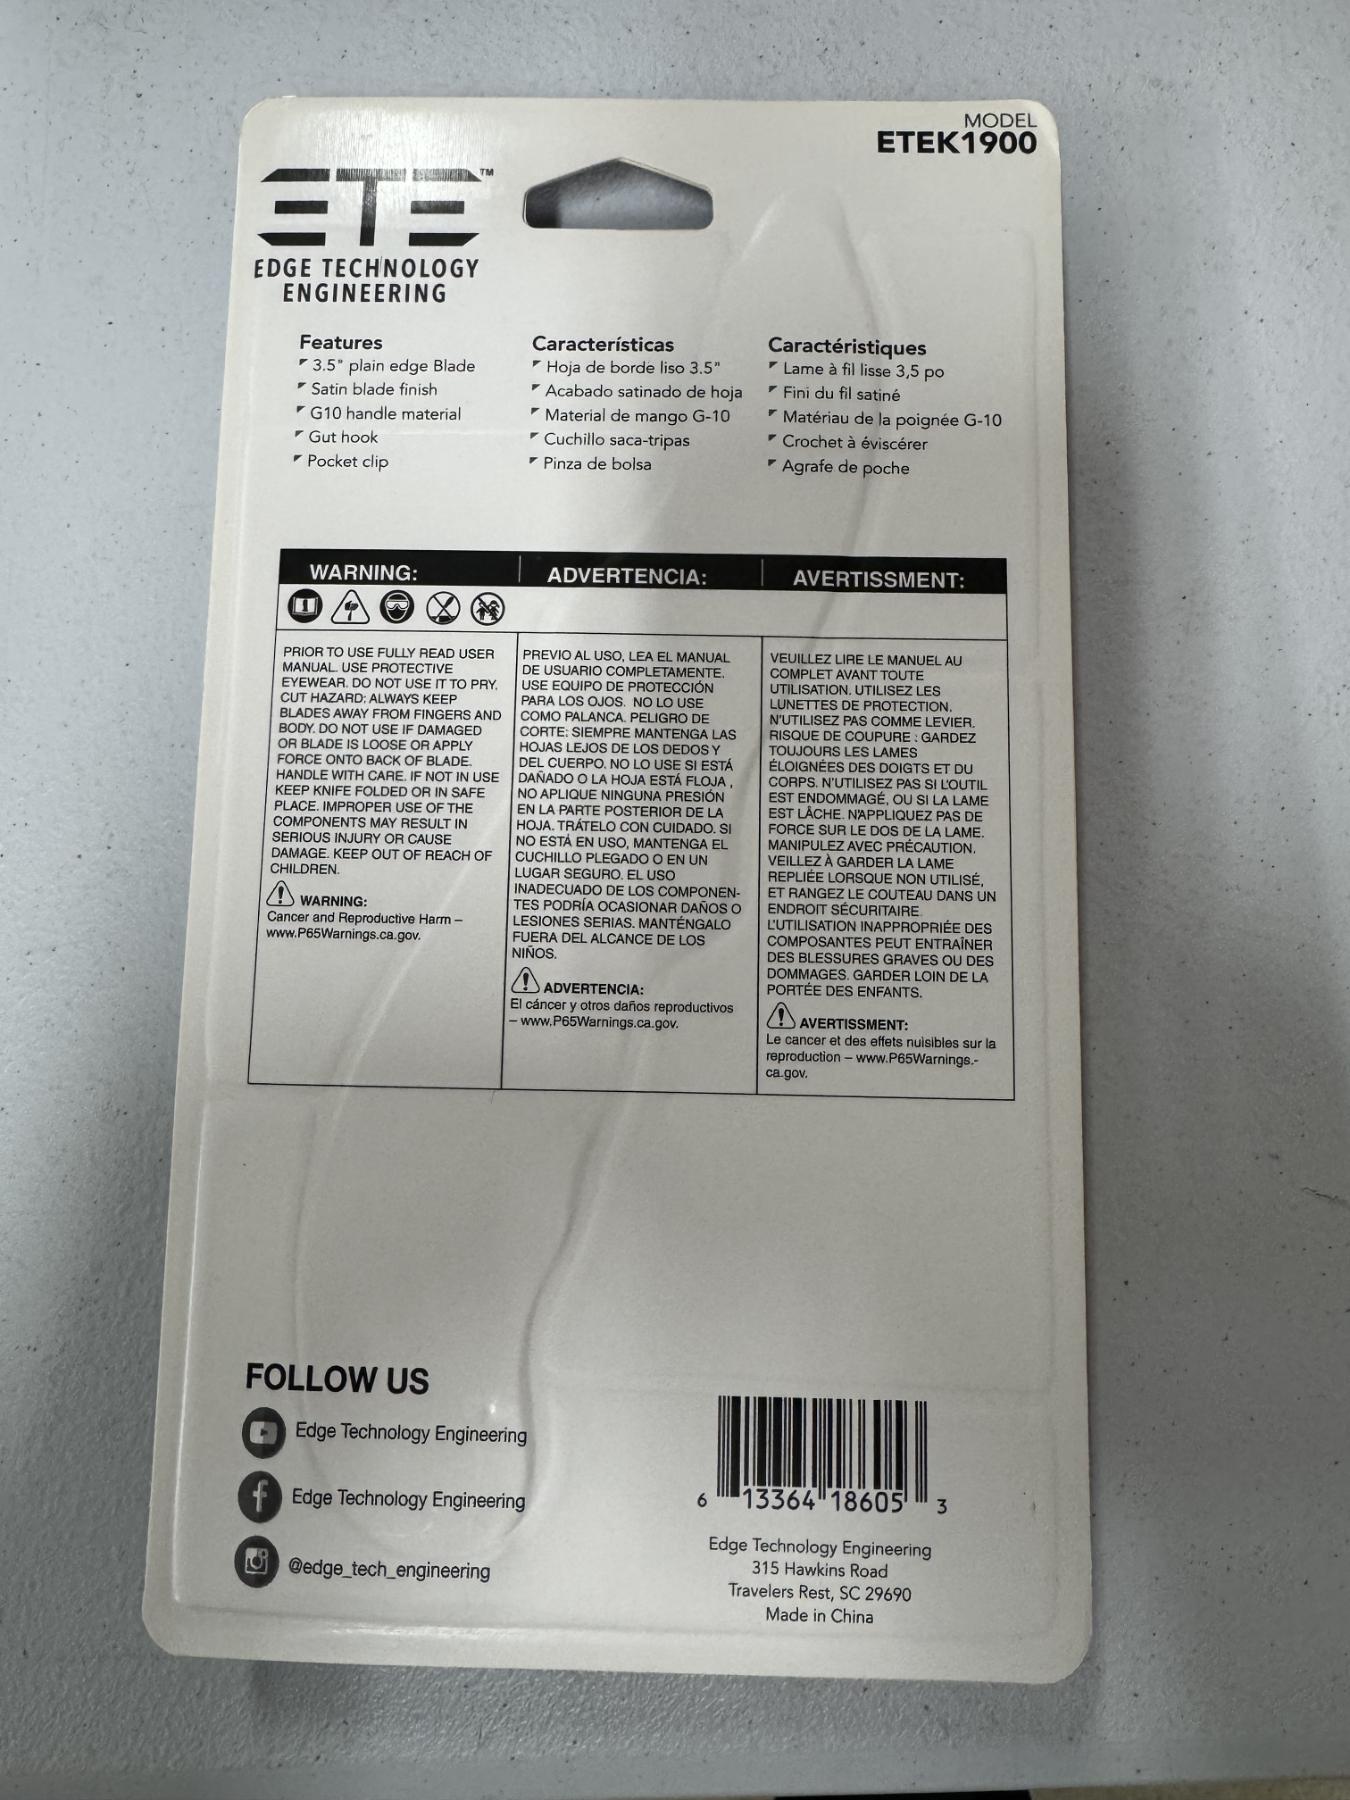 MODEL
ETEK1900
ETE™
EDGE TECHNOLOGY
ENGINEERING
Features
3.5" plain edge Blade
Satin blade finish
G10 handle material
Gut hook
Pocket clip
Características
Hoja de borde liso 3.5"
Acabado satinado de hoja
Material de mango G-10
Cuchillo saca-tripas
Pinza de bolsa
Caractéristiques
Lame à fil lisse 3,5 po
Fini du fil satiné
Matériau de la poignée G-10
Crochet à éviscérer
Agrafe de poche
WARNING:
PRIOR TO USE FULLY READ USER
MANUAL. USE PROTECTIVE
EYEWEAR. DO NOT USE IT TO PRY.
CUT HAZARD: ALWAYS KEEP
BLADES AWAY FROM FINGERS AND
BODY. DO NOT USE IF DAMAGED
OR BLADE IS LOOSE OR APPLY
FORCE ONTO BACK OF BLADE.
HANDLE WITH CARE. IF NOT IN USE
KEEP KNIFE FOLDED OR IN SAFE
PLACE. IMPROPER USE OF THE
COMPONENTS MAY RESULT IN
SERIOUS INJURY OR CAUSE
DAMAGE. KEEP OUT OF REACH OF
CHILDREN.
WARNING:
Cancer and Reproductive Harm –
www.P65Warnings.ca.gov.
ADVERTENCIA:
PREVIO AL USO, LEA EL MANUAL
DE USUARIO COMPLETAMENTE.
USE EQUIPO DE PROTECCIÓN
PARA LOS OJOS. NO LO USE
COMO PALANCA. PELIGRO DE
CORTE: SIEMPRE MANTENGA LAS
HOJAS LEJOS DE LOS DEDOS Y
DEL CUERPO. NO LO USE SI ESTÁ
DAÑADO O LA HOJA ESTÁ FLOJA ,
NO APLIQUE NINGUNA PRESIÓN
EN LA PARTE POSTERIOR DE LA
HOJA. TRÁTELO CON CUIDADO. SI
NO ESTÁ EN USO, MANTENGA EL
CUCHILLO PLEGADO O EN UN
LUGAR SEGURO. EL USO
INADECUADO DE LOS COMPONEN-
TES PODRÍA OCASIONAR DAÑOS O
LESIONES SERIAS. MANTÉNGALO
FUERA DEL ALCANCE DE LOS
NIÑOS.
ADVERTENCIA:
El cáncer y otros daños reproductivos
– www.P65Warnings.ca.gov.
AVERTISSMENT:
VEUILLEZ LIRE LE MANUEL AU
COMPLET AVANT TOUTE
UTILISATION. UTILISEZ LES
LUNETTES DE PROTECTION.
N'UTILISEZ PAS COMME LEVIER.
RISQUE DE COUPURE : GARDEZ
TOUJOURS LES LAMES
ÉLOIGNÉES DES DOIGTS ET DU
CORPS. N'UTILISEZ PAS SI L'OUTIL
EST ENDOMMAGÉ, OU SI LA LAME
EST LÂCHE. N'APPLIQUEZ PAS DE
FORCE SUR LE DOS DE LA LAME.
MANIPULEZ AVEC PRÉCAUTION.
VEILLEZ À GARDER LA LAME
REPLIÉE LORSQUE NON UTILISÉ,
ET RANGEZ LE COUTEAU DANS UN
ENDROIT SÉCURITAIRE.
L'UTILISATION INAPPROPRIÉE DES
COMPOSANTES PEUT ENTRAÎNER
DES BLESSURES GRAVES OU DES
DOMMAGES. GARDER LOIN DE LA
PORTÉE DES ENFANTS.
AVERTISSMENT:
Le cancer et des effets nuisibles sur la
reproduction – www.P65Warnings.-
ca.gov.
FOLLOW US
Edge Technology Engineering
Edge Technology Engineering
@edge_tech_engineering
6 13364 18605 3
Edge Technology Engineering
315 Hawkins Road
Travelers Rest, SC 29690
Made in China